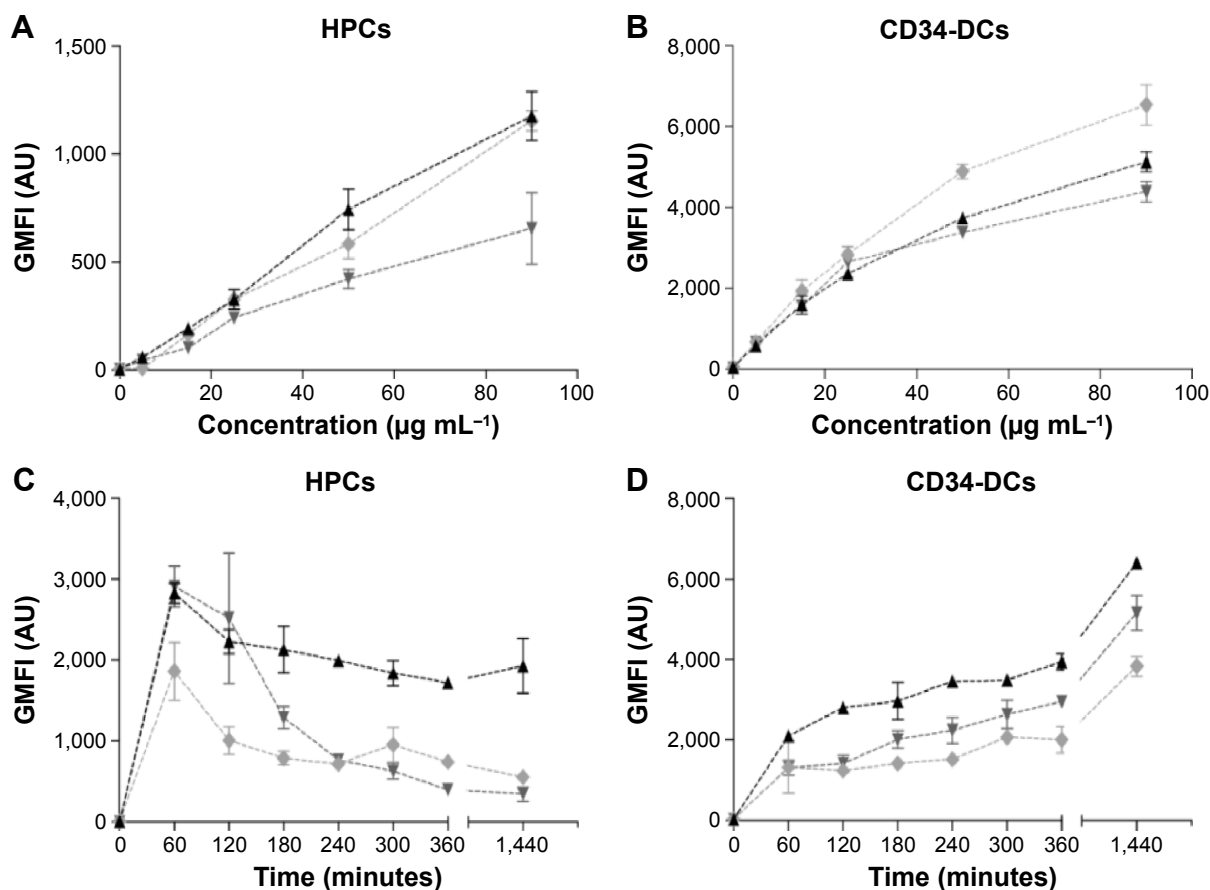 A
HPCs
1,500
1,000
500
0
GMFI (AU)
0 20 40 60 80 100
Concentration (µg mL⁻¹)
B
CD34-DCs
8,000
6,000
4,000
2,000
0
GMFI (AU)
0 20 40 60 80 100
Concentration (µg mL⁻¹)
C
HPCs
4,000
3,000
2,000
1,000
0
GMFI (AU)
0 60 120 180 240 300 360 1,440
Time (minutes)
D
CD34-DCs
8,000
6,000
4,000
2,000
0
GMFI (AU)
0 60 120 180 240 300 360 1,440
Time (minutes)